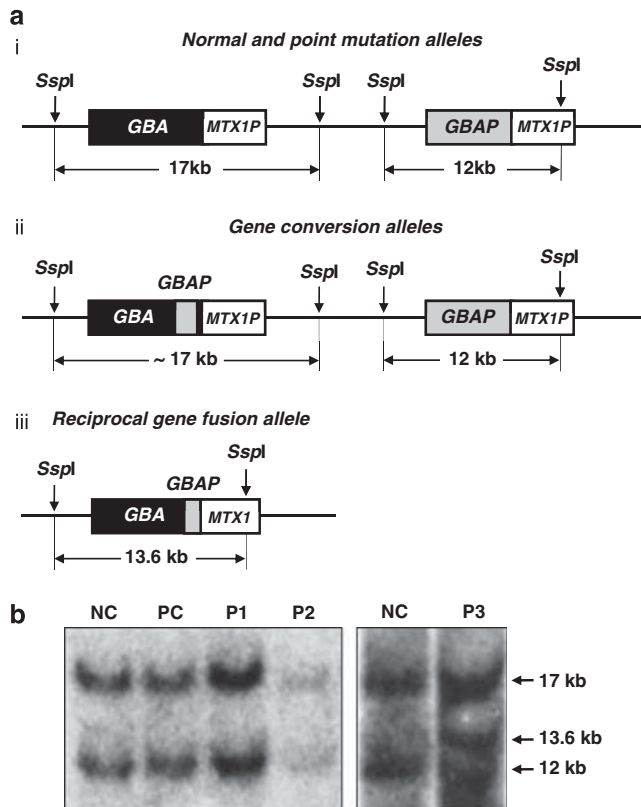 a
i Normal and point mutation alleles
SspI SspI SspI SspI
GBA MTX1P GBAP MTX1P
17kb 12kb
ii Gene conversion alleles
SspI SspI SspI SspI
GBAP
GBA MTX1P GBAP MTX1P
~ 17 kb 12 kb
iii Reciprocal gene fusion allele
SspI SspI
GBAP
GBA MTX1
13.6 kb
b NC PC P1 P2 NC P3
17 kb
13.6 kb
12 kb